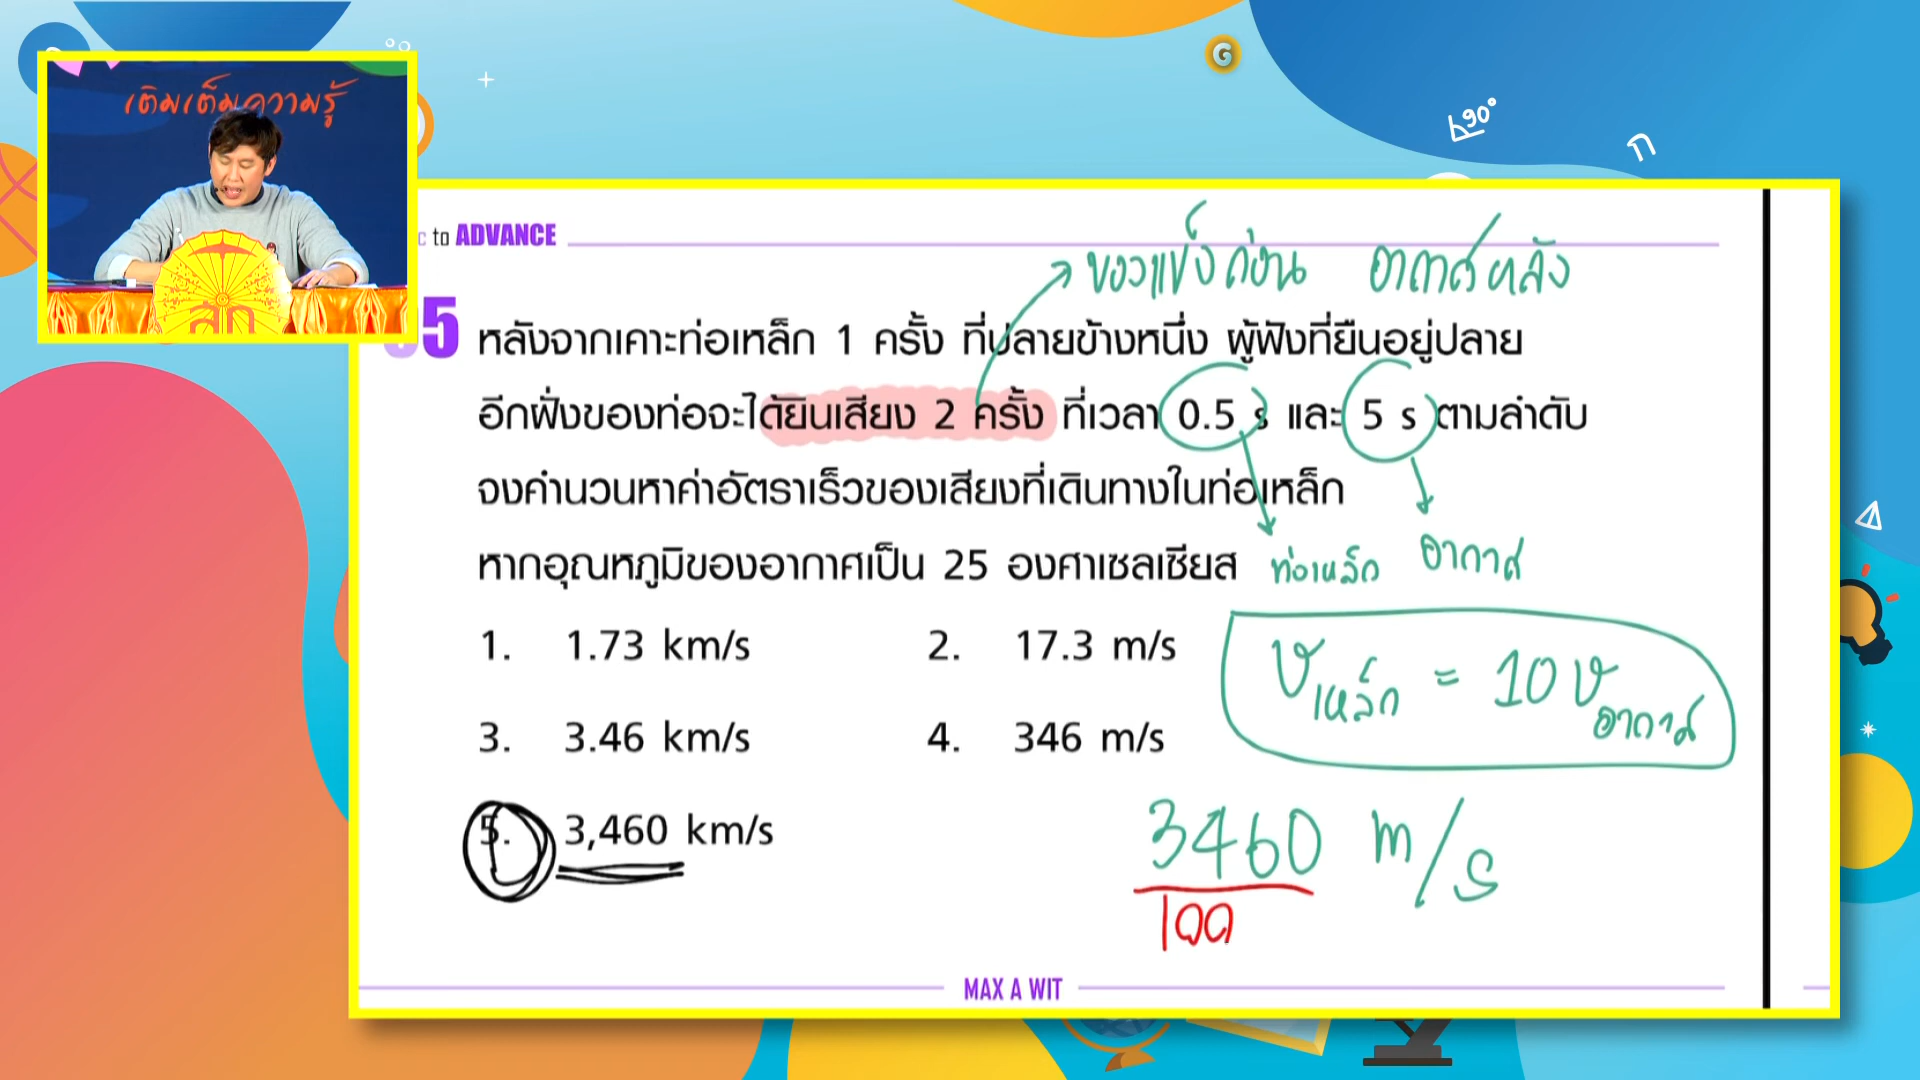 เติมเต็มความรู้
สก
G
90°
ก
to ADVANCE
ของแข็งก่อน อากาศหลัง
5 หลังจากเคาะท่อเหล็ก 1 ครั้ง ที่ปลายข้างหนึ่ง ผู้ฟังที่ยืนอยู่ปลาย
อีกฝั่งของท่อจะได้ยินเสียง 2 ครั้ง ที่เวลา 0.5 s และ 5 s ตามลำดับ
จงคำนวนหาค่าอัตราเร็วของเสียงที่เดินทางในท่อเหล็ก
หากอุณหภูมิของอากาศเป็น 25 องศาเซลเซียส
ท่อเหล็ก อากาศ
1. 1.73 km/s 2. 17.3 m/s
v เหล็ก = 10 v อากาศ
3. 3.46 km/s 4. 346 m/s
5. 3,460 km/s
3460 m/s
100
MAX A WIT